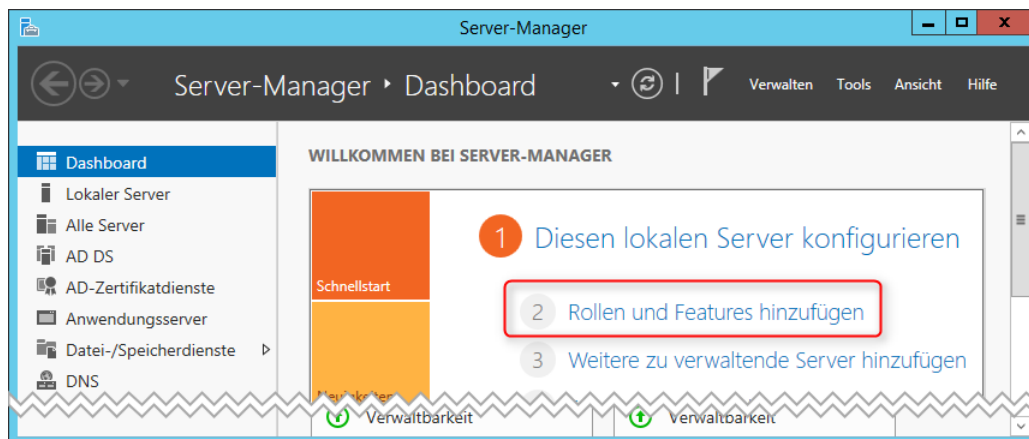 Server-Manager
Server-Manager ‣ Dashboard
Verwalten Tools Ansicht Hilfe
Dashboard
Lokaler Server
Alle Server
AD DS
AD-Zertifikatdienste
Anwendungsserver
Datei-/Speicherdienste
DNS
WILLKOMMEN BEI SERVER-MANAGER
Schnellstart
Neuigkeiten
1 Diesen lokalen Server konfigurieren
2 Rollen und Features hinzufügen
3 Weitere zu verwaltende Server hinzufügen
Verwaltbarkeit
Verwaltbarkeit